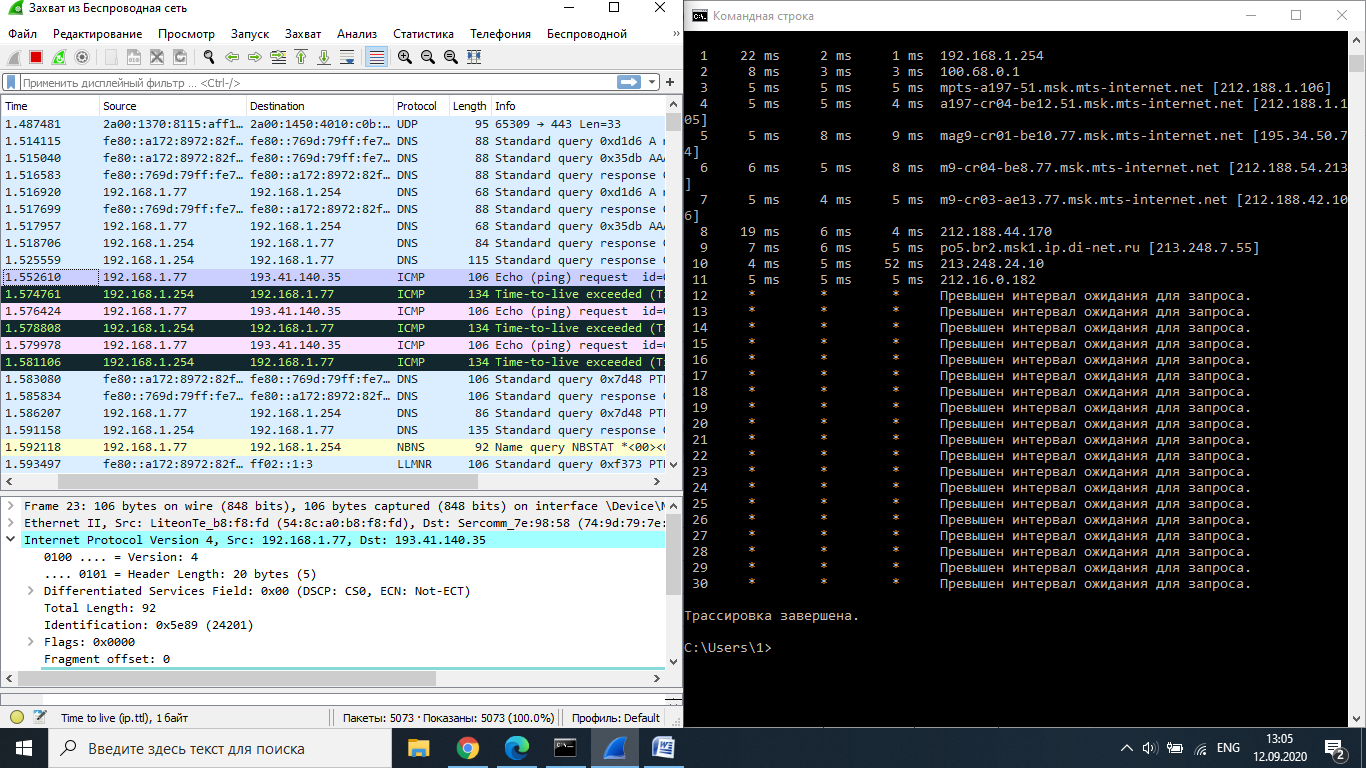 Захват из Беспроводная сеть
Файл Редактирование Просмотр Запуск Захват Анализ Статистика Телефония Беспроводной »
Применить дисплейный фильтр ... <Ctrl-/>
Time Source Destination Protocol Length Info
1.487481 2a00:1370:8115:aff1… 2a00:1450:4010:c0b:… UDP 95 65309 → 443 Len=33
1.514115 fe80::a172:8972:82f… fe80::769d:79ff:fe7… DNS 88 Standard query 0xd1d6 A
1.515040 fe80::a172:8972:82f… fe80::769d:79ff:fe7… DNS 88 Standard query 0x35db AAA
1.516583 fe80::769d:79ff:fe7… fe80::a172:8972:82f… DNS 88 Standard query response
1.516920 192.168.1.77 192.168.1.254 DNS 68 Standard query 0xd1d6 A
1.517699 fe80::769d:79ff:fe7… fe80::a172:8972:82f… DNS 88 Standard query response
1.517957 192.168.1.77 192.168.1.254 DNS 68 Standard query 0x35db AAA
1.518706 192.168.1.254 192.168.1.77 DNS 84 Standard query response
1.525559 192.168.1.254 192.168.1.77 DNS 115 Standard query response
1.552610 192.168.1.77 193.41.140.35 ICMP 106 Echo (ping) request id=
1.574761 192.168.1.254 192.168.1.77 ICMP 134 Time-to-live exceeded (T
1.576424 192.168.1.77 193.41.140.35 ICMP 106 Echo (ping) request id=
1.578808 192.168.1.254 192.168.1.77 ICMP 134 Time-to-live exceeded (T
1.579978 192.168.1.77 193.41.140.35 ICMP 106 Echo (ping) request id=
1.581106 192.168.1.254 192.168.1.77 ICMP 134 Time-to-live exceeded (T
1.583080 fe80::a172:8972:82f… fe80::769d:79ff:fe7… DNS 106 Standard query 0x7d48 PT
1.585834 fe80::769d:79ff:fe7… fe80::a172:8972:82f… DNS 106 Standard query response
1.586207 192.168.1.77 192.168.1.254 DNS 86 Standard query 0x7d48 PT
1.591158 192.168.1.254 192.168.1.77 DNS 135 Standard query response
1.592118 192.168.1.77 192.168.1.254 NBNS 92 Name query NBSTAT *<00><
1.593497 fe80::a172:8972:82f… ff02::1:3 LLMNR 106 Standard query 0xf373 PT
Frame 23: 106 bytes on wire (848 bits), 106 bytes captured (848 bits) on interface \Device\N
Ethernet II, Src: LiteonTe_b8:f8:fd (54:8c:a0:b8:f8:fd), Dst: Sercomm_7e:98:58 (74:9d:79:7e:
Internet Protocol Version 4, Src: 192.168.1.77, Dst: 193.41.140.35
0100 .... = Version: 4
.... 0101 = Header Length: 20 bytes (5)
Differentiated Services Field: 0x00 (DSCP: CS0, ECN: Not-ECT)
Total Length: 92
Identification: 0x5e89 (24201)
Flags: 0x0000
Fragment offset: 0
Time to live (ip.ttl), 1 байт Пакеты: 5073 · Показаны: 5073 (100.0%) Профиль: Default
Командная строка
1 22 ms 2 ms 1 ms 192.168.1.254
2 8 ms 3 ms 3 ms 100.68.0.1
3 5 ms 5 ms 5 ms mpts-a197-51.msk.mts-internet.net [212.188.1.106]
4 5 ms 5 ms 4 ms a197-cr04-be12.51.msk.mts-internet.net [212.188.1.1
05]
5 5 ms 8 ms 9 ms mag9-cr01-be10.77.msk.mts-internet.net [195.34.50.7
4]
6 6 ms 5 ms 8 ms m9-cr04-be8.77.msk.mts-internet.net [212.188.54.213
]
7 5 ms 4 ms 5 ms m9-cr03-ae13.77.msk.mts-internet.net [212.188.42.10
6]
8 19 ms 6 ms 4 ms 212.188.44.170
9 7 ms 6 ms 5 ms po5.br2.msk1.ip.di-net.ru [213.248.7.55]
10 4 ms 5 ms 52 ms 213.248.24.10
11 5 ms 5 ms 5 ms 212.16.0.182
12 * * * Превышен интервал ожидания для запроса.
13 * * * Превышен интервал ожидания для запроса.
14 * * * Превышен интервал ожидания для запроса.
15 * * * Превышен интервал ожидания для запроса.
16 * * * Превышен интервал ожидания для запроса.
17 * * * Превышен интервал ожидания для запроса.
18 * * * Превышен интервал ожидания для запроса.
19 * * * Превышен интервал ожидания для запроса.
20 * * * Превышен интервал ожидания для запроса.
21 * * * Превышен интервал ожидания для запроса.
22 * * * Превышен интервал ожидания для запроса.
23 * * * Превышен интервал ожидания для запроса.
24 * * * Превышен интервал ожидания для запроса.
25 * * * Превышен интервал ожидания для запроса.
26 * * * Превышен интервал ожидания для запроса.
27 * * * Превышен интервал ожидания для запроса.
28 * * * Превышен интервал ожидания для запроса.
29 * * * Превышен интервал ожидания для запроса.
30 * * * Превышен интервал ожидания для запроса.
Трассировка завершена.
C:\Users\1>
Введите здесь текст для поиска
ENG 13:05
12.09.2020
2